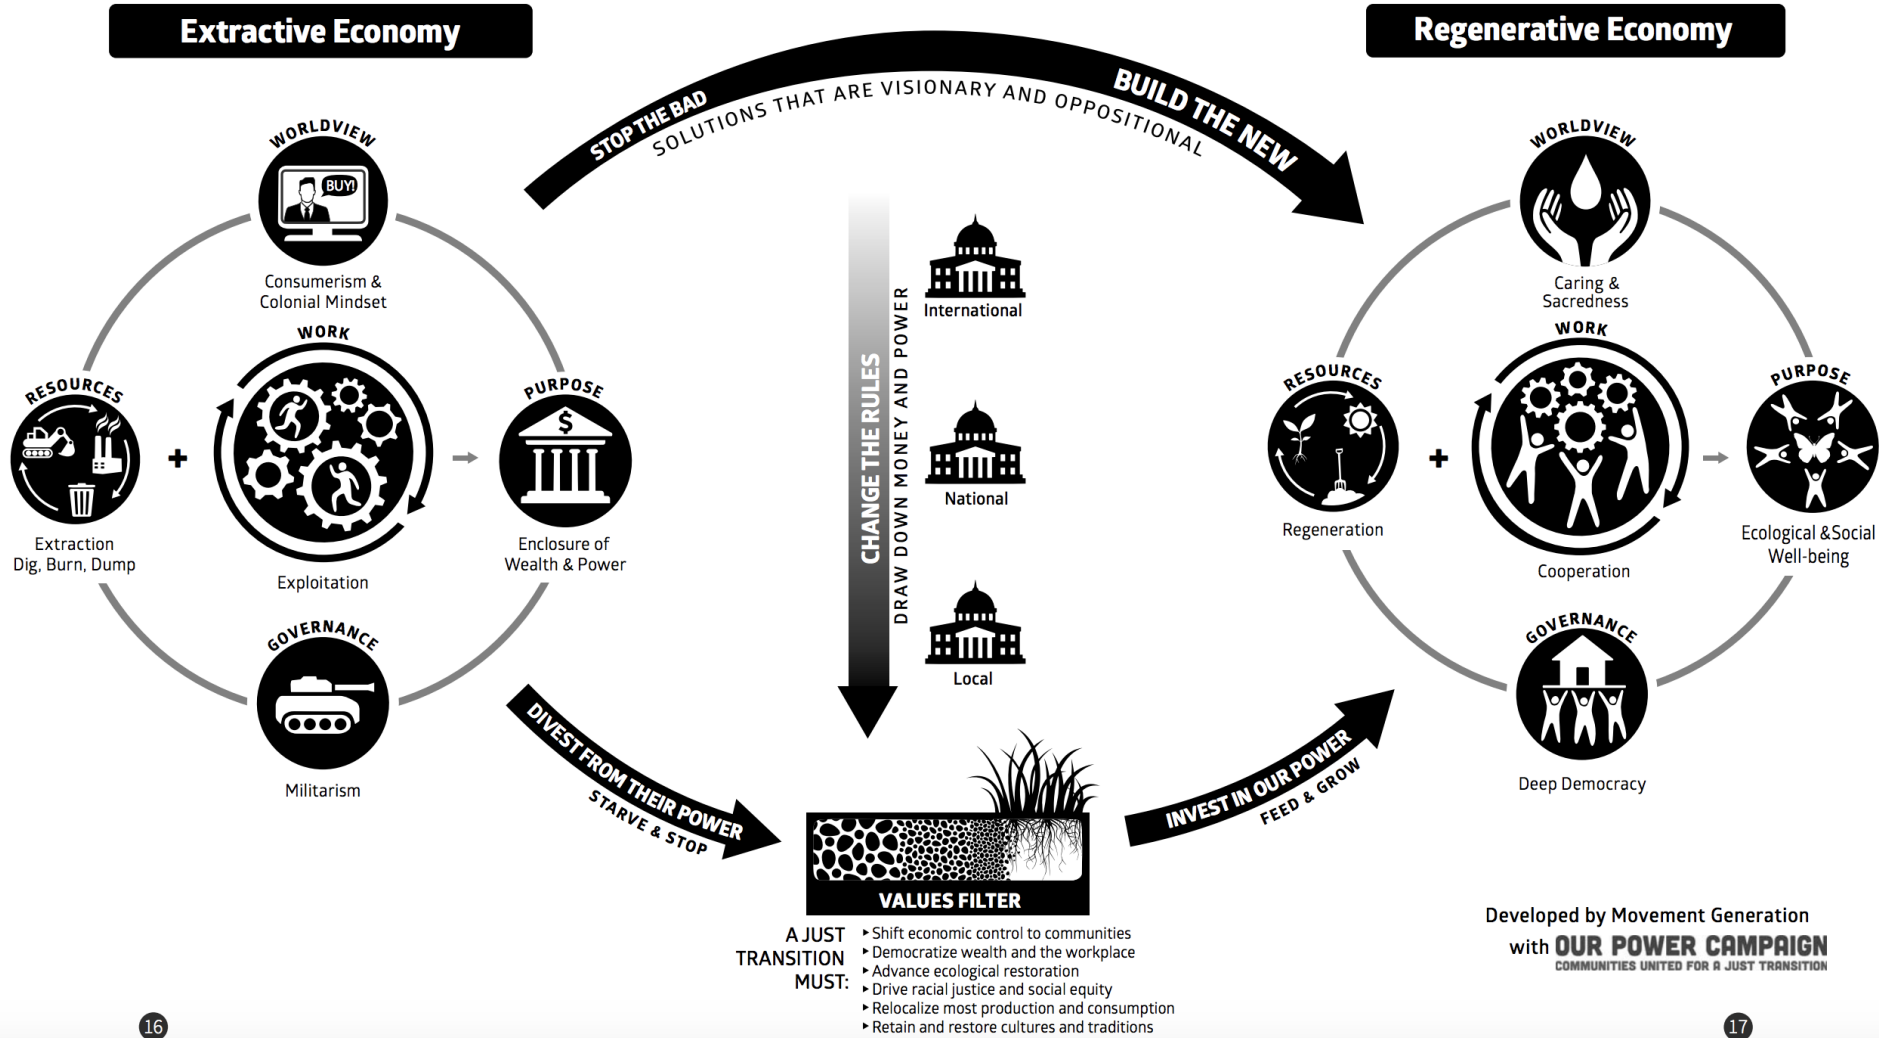 Extractive Economy
Regenerative Economy
STOP THE BAD
BUILD THE NEW
SOLUTIONS THAT ARE VISIONARY AND OPPOSITIONAL
WORLDVIEW
BUY!
Consumerism &
Colonial Mindset
WORK
Exploitation
RESOURCES
Extraction
Dig, Burn, Dump
+
PURPOSE
$
Enclosure of
Wealth & Power
GOVERNANCE
Militarism
CHANGE THE RULES
DRAW DOWN MONEY AND POWER
International
National
Local
DIVEST FROM THEIR POWER
STARVE & STOP
VALUES FILTER
INVEST IN OUR POWER
FEED & GROW
A JUST
TRANSITION
MUST:
Shift economic control to communities
Democratize wealth and the workplace
Advance ecological restoration
Drive racial justice and social equity
Relocalize most production and consumption
Retain and restore cultures and traditions
WORLDVIEW
Caring &
Sacredness
WORK
Cooperation
RESOURCES
Regeneration
+
PURPOSE
Ecological &Social
Well-being
GOVERNANCE
Deep Democracy
Developed by Movement Generation
with OUR POWER CAMPAIGN
COMMUNITIES UNITED FOR A JUST TRANSITION
16
17